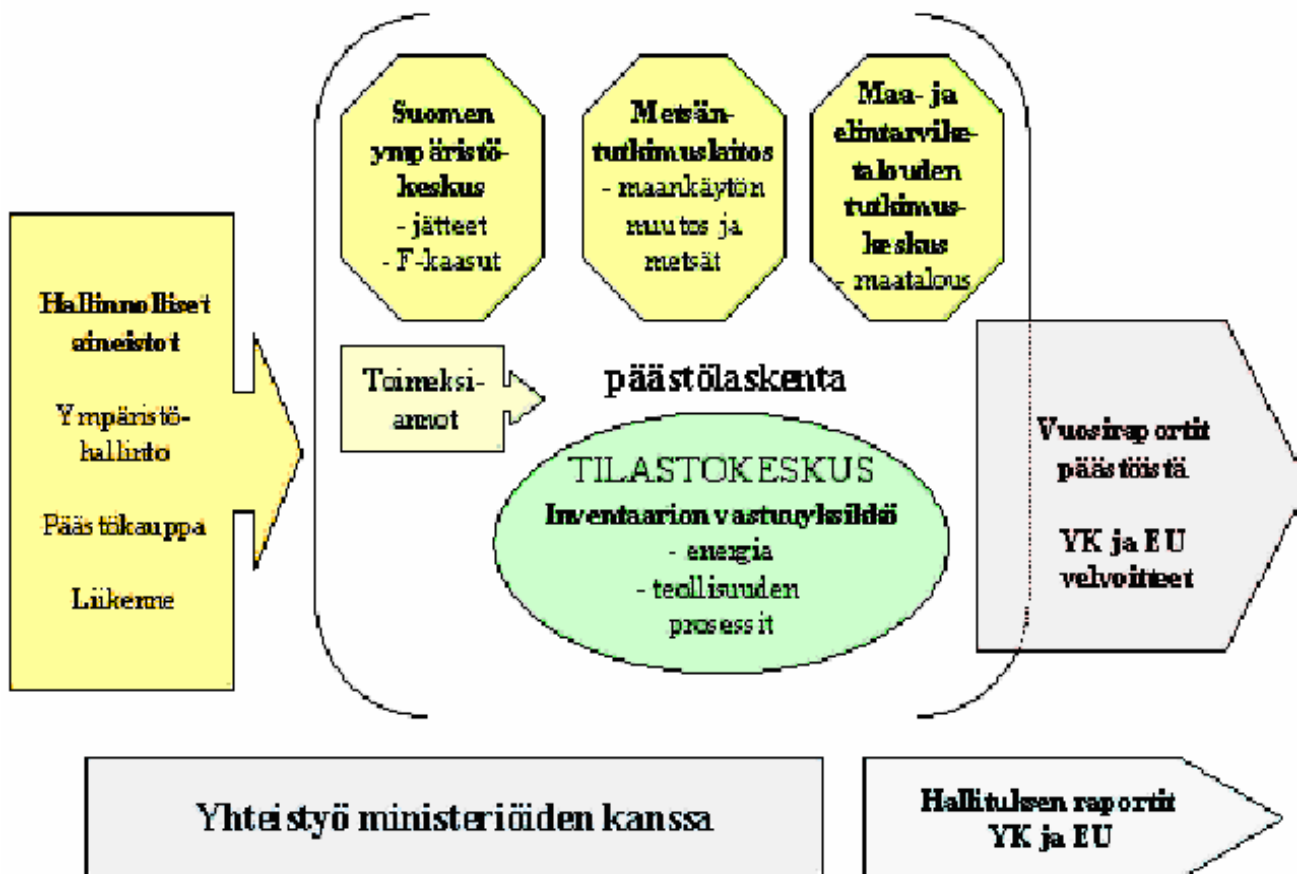 Suomen
ympäristö-
keskus
- jätteet
- F-kaasut
Metsän-
tutkimuslaitos
- maankäytön
muutos ja
metsät
Maa- ja
elintarvike-
talouden
tutkimus-
keskus
- maatalous
Hallinnolliset
aineistot
Ympäristö-
hallinto
Päästökauppa
Liikenne
Toimeksi-
annot
päästölaskenta
TILASTOKESKUS
Inventaarion vastuuyksikkö
- energia
- teollisuuden
prosessit
Vuosiraportit
päästöistä
YK ja EU
velvoitteet
Yhteistyö ministeriöiden kanssa
Hallituksen raportit
YK ja EU